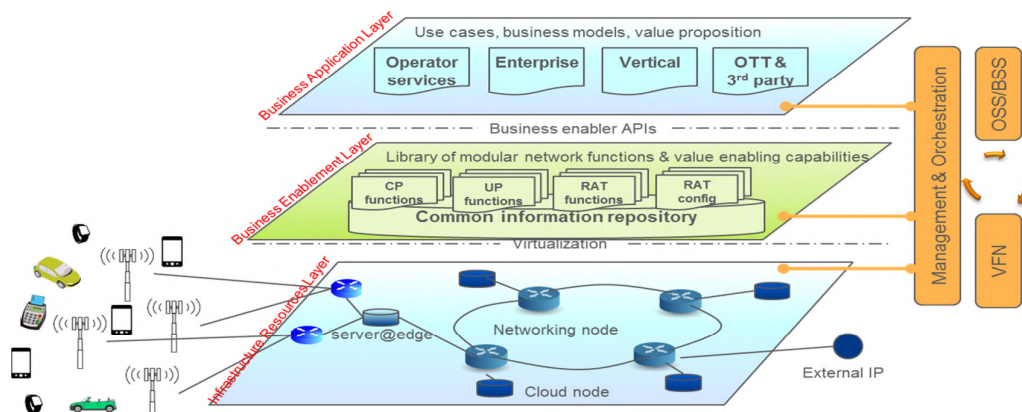 Business Application Layer
Use cases, business models, value proposition
Operator
services
Enterprise
Vertical
OTT &
3rd party
Business enabler APIs
Business Enablement Layer
Library of modular network functions & value enabling capabilities
CP
functions
UP
functions
RAT
functions
RAT
config
Common information repository
Virtualization
Infrastructure Resources Layer
server@edge
Networking node
Cloud node
External IP
Management & Orchestration
OSS/BSS
VFN